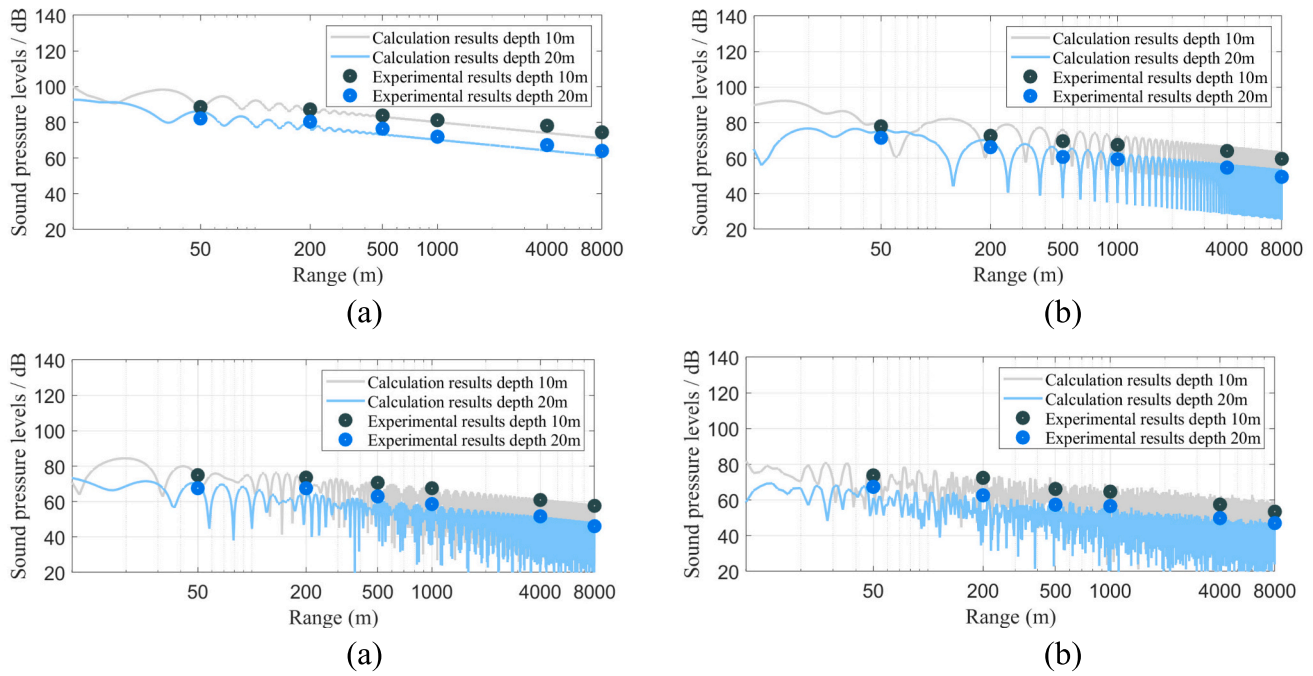 Sound pressure levels / dB
140
120
100
80
60
40
20
Calculation results depth 10m
Calculation results depth 20m
Experimental results depth 10m
Experimental results depth 20m
50 200 500 1000 4000 8000
Range (m)
(a)
Sound pressure levels / dB
140
120
100
80
60
40
20
Calculation results depth 10m
Calculation results depth 20m
Experimental results depth 10m
Experimental results depth 20m
50 200 500 1000 4000 8000
Range (m)
(b)
Sound pressure levels / dB
140
120
100
80
60
40
20
Calculation results depth 10m
Calculation results depth 20m
Experimental results depth 10m
Experimental results depth 20m
50 200 500 1000 4000 8000
Range (m)
(a)
Sound pressure levels / dB
140
120
100
80
60
40
20
Calculation results depth 10m
Calculation results depth 20m
Experimental results depth 10m
Experimental results depth 20m
50 200 500 1000 4000 8000
Range (m)
(b)